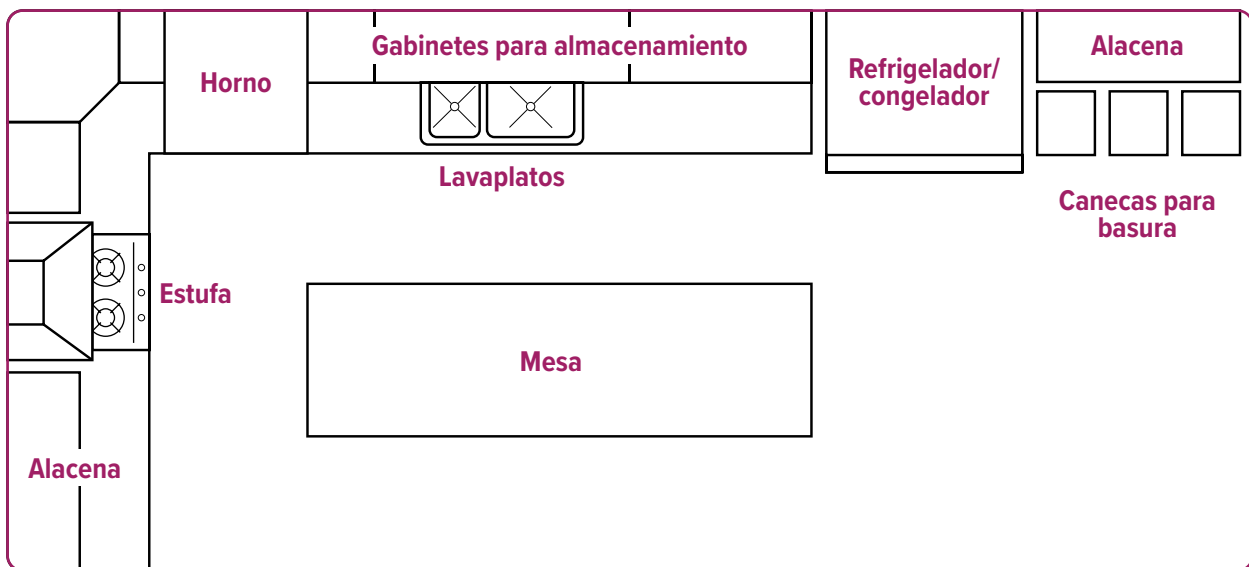 Gabinetes para almacenamiento
Alacena
Horno
Refrigelador/
congelador
Lavaplatos
Canecas para
basura
Estufa
Mesa
Alacena